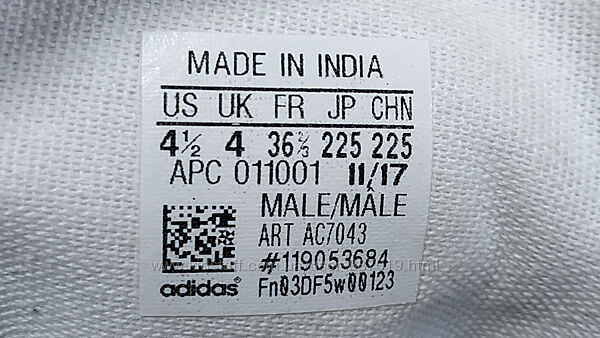 MADE IN INDIA
US UK FR JP CHN
4½ 4 36⅔ 225 225
APC 011001 11/17
MALE/MÂLE
ART AC7043
#119053684
adidas® Fn03DF5w00123